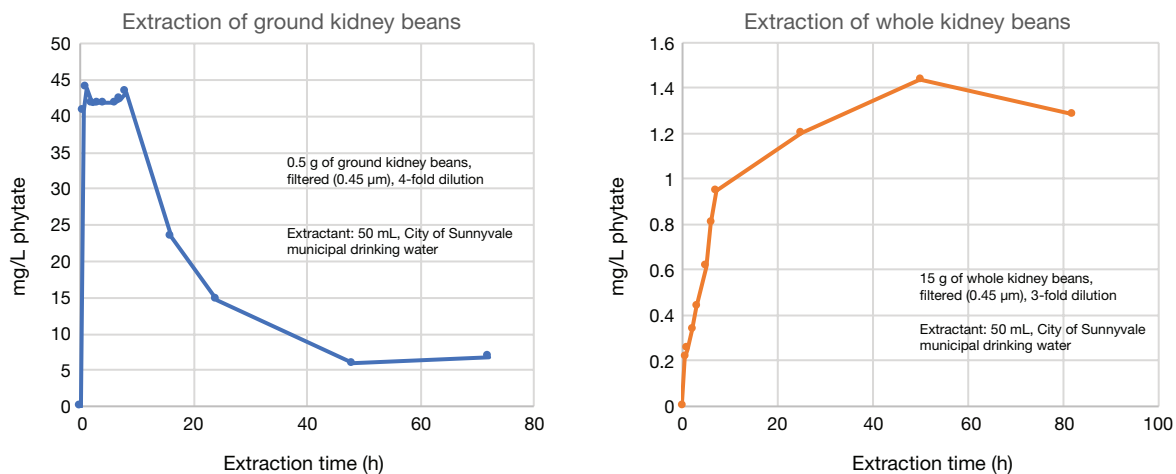 Extraction of ground kidney beans
50
45
40
35
30
25
20
15
10
5
0
mg/L phytate
0.5 g of ground kidney beans,
filtered (0.45 µm), 4-fold dilution
Extractant: 50 mL, City of Sunnyvale
municipal drinking water
0 20 40 60 80
Extraction time (h)
Extraction of whole kidney beans
1.6
1.4
1.2
1
0.8
0.6
0.4
0.2
0
mg/L phytate
15 g of whole kidney beans,
filtered (0.45 µm), 3-fold dilution
Extractant: 50 mL, City of Sunnyvale
municipal drinking water
0 20 40 60 80 100
Extraction time (h)